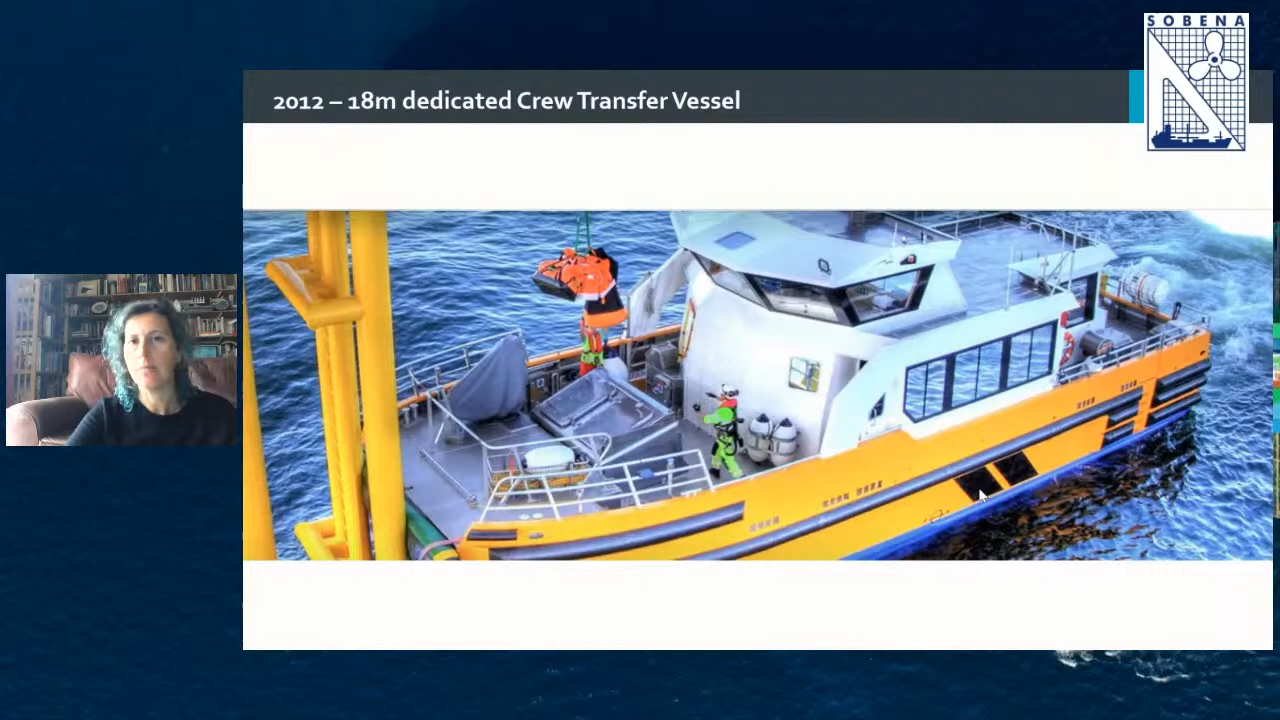 SOBENA
2012 – 18m dedicated Crew Transfer Vessel